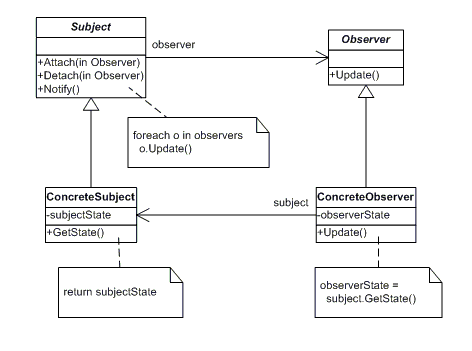 Subject
observer
Observer
+Attach(in Observer)
+Detach(in Observer)
+Notify()
+Update()
foreach o in observers
o.Update()
ConcreteSubject
-subjectState
+GetState()
subject
ConcreteObserver
-observerState
+Update()
return subjectState
observerState =
subject.GetState()